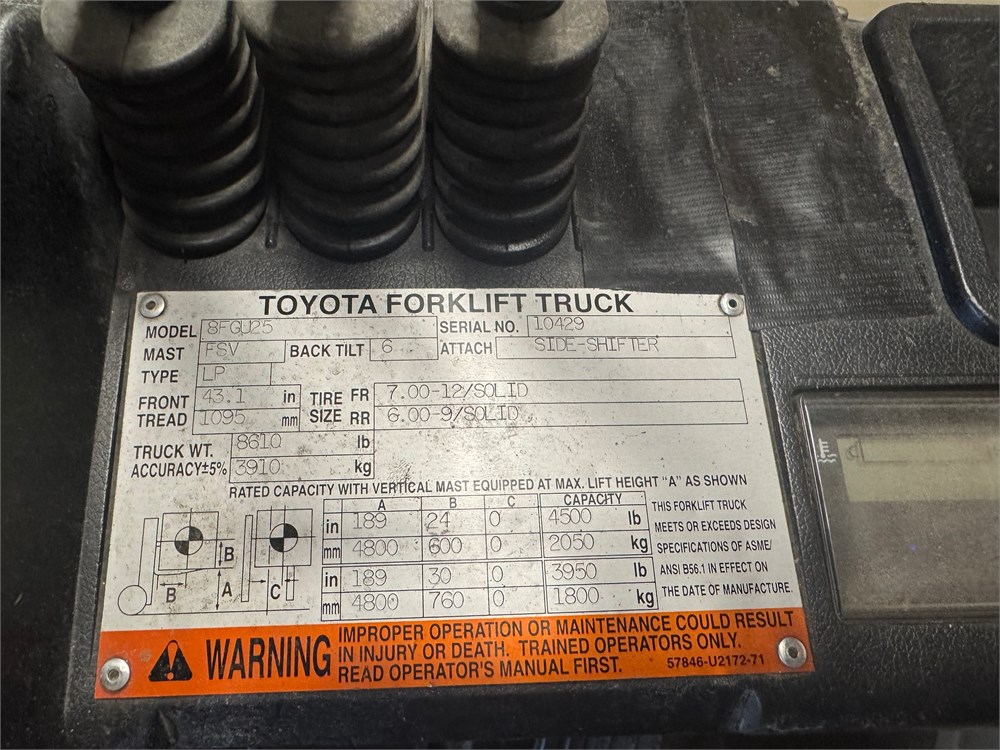 TOYOTA FORKLIFT TRUCK
MODEL 8FGU25 SERIAL NO. 10429
MAST FSV BACK TILT 6 ATTACH SIDE-SHIFTER
TYPE LP
FRONT TREAD 43.1 in TIRE SIZE FR 7.00-12/SOLID
1095 mm RR 6.00-9/SOLID
TRUCK WT. 8610 lb
ACCURACY±5% 3910 kg
RATED CAPACITY WITH VERTICAL MAST EQUIPPED AT MAX. LIFT HEIGHT "A" AS SHOWN
A B C CAPACITY
in 189 24 0 4500 lb
mm 4800 600 0 2050 kg
in 189 30 0 3950 lb
mm 4800 760 0 1800 kg
THIS FORKLIFT TRUCK
MEETS OR EXCEEDS DESIGN
SPECIFICATIONS OF ASME/
ANSI B56.1 IN EFFECT ON
THE DATE OF MANUFACTURE.
B B A C
WARNING
IMPROPER OPERATION OR MAINTENANCE COULD RESULT
IN INJURY OR DEATH. TRAINED OPERATORS ONLY.
READ OPERATOR'S MANUAL FIRST. 57846-U2172-71